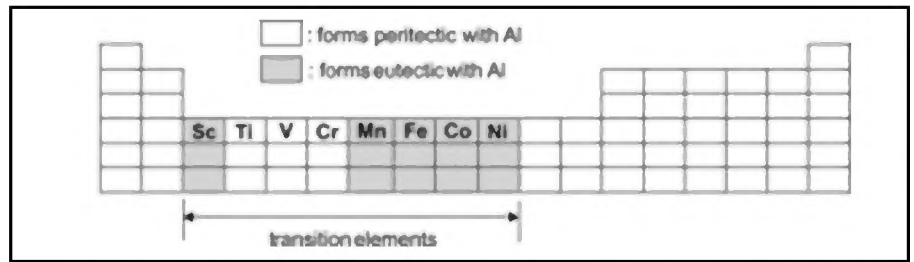 : forms peritectic with Al
: forms eutectic with Al
Sc Ti V Cr Mn Fe Co Ni
transition elements